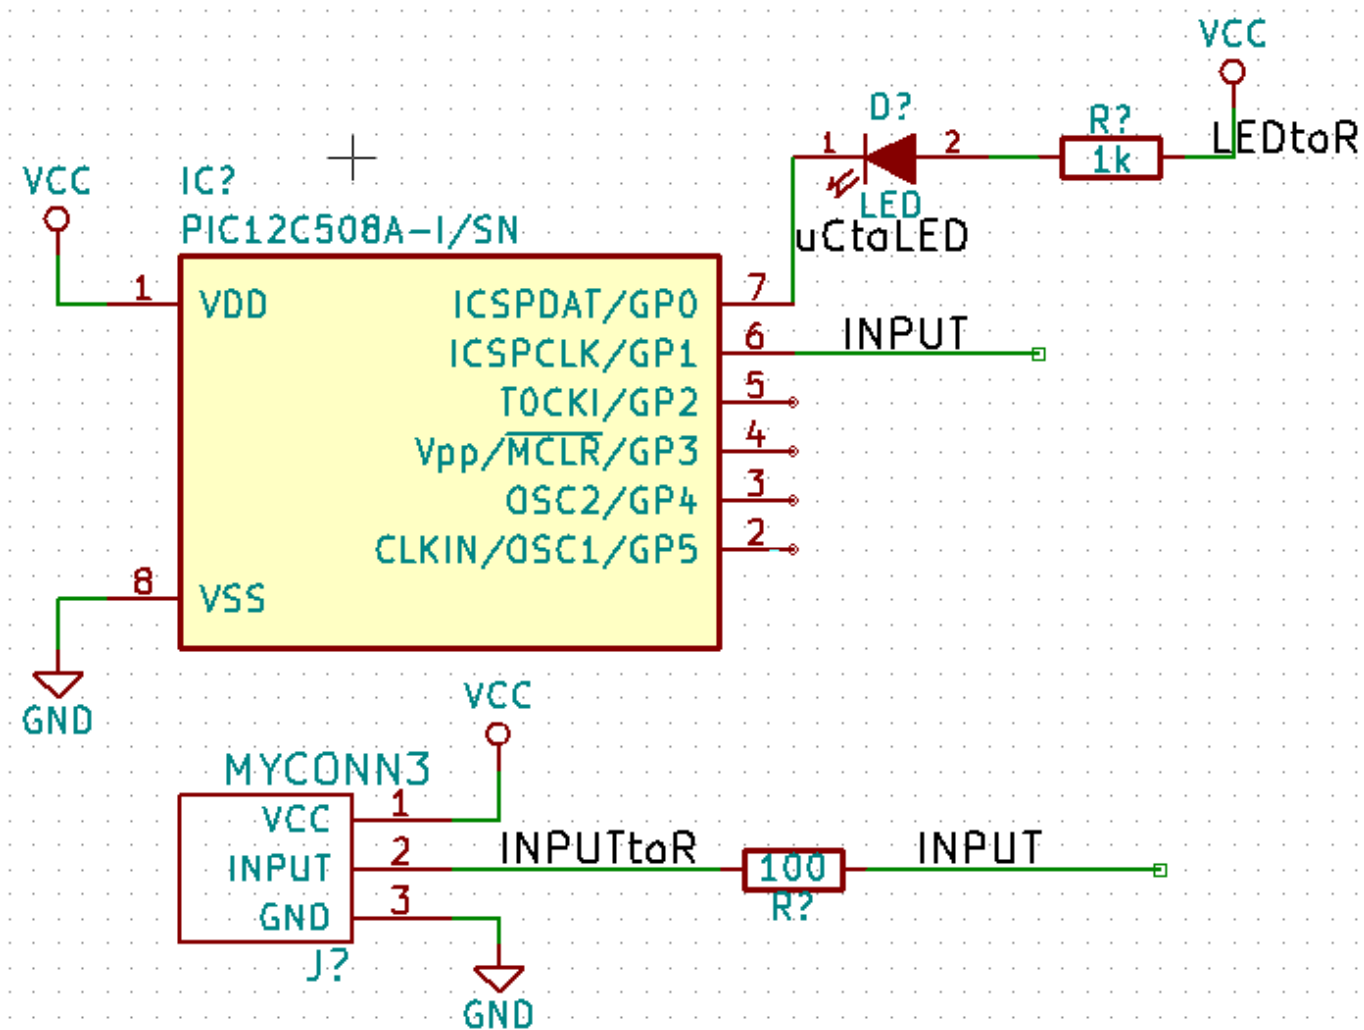 VCC
D?
R?
LEDtoR
1
2
1k
VCC
IC?
LED
PIC12C508A-I/SN
uCtoLED
1
VDD
ICSPDAT/GP0
7
ICSPCLK/GP1
6
INPUT
T0CKI/GP2
5
Vpp/MCLR/GP3
4
OSC2/GP4
3
CLKIN/OSC1/GP5
2
8
VSS
GND
VCC
MYCONN3
VCC
1
INPUT
2
INPUTtoR
100
INPUT
GND
3
R?
J?
GND